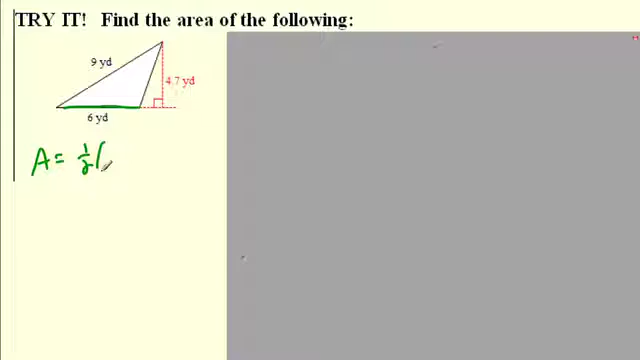 TRY IT! Find the area of the following:
9 yd
4.7 yd
6 yd
A = 1/2(